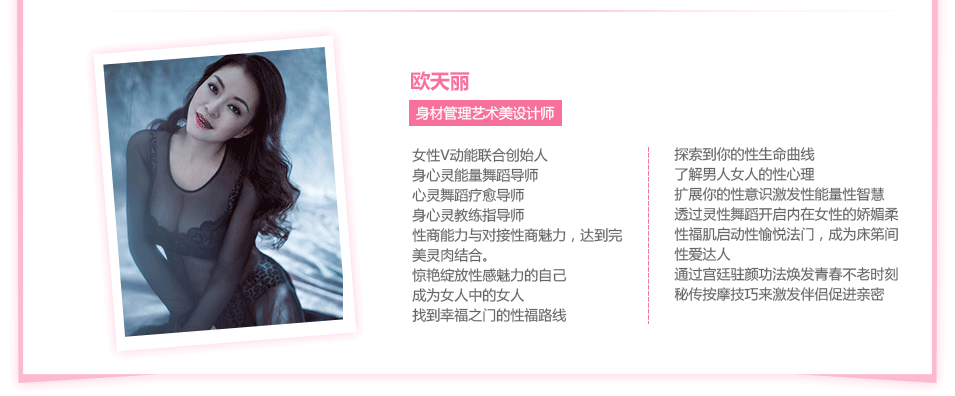 欧天丽
身材管理艺术美设计师
女性V动能联合创始人
身心灵能量舞蹈导师
心灵舞蹈疗愈导师
身心灵教练指导师
性商能力与对接性商魅力，达到完
美灵肉结合。
惊艳绽放性感魅力的自己
成为女人中的女人
找到幸福之门的性福路线
探索到你的性生命曲线
了解男人女人的性心理
扩展你的性意识激发性能量性智慧
透过灵性舞蹈开启内在女性的娇媚柔
性福肌启动性愉悦法门，成为床笫间
性爱达人
通过宫廷驻颜功法焕发青春不老时刻
秘传按摩技巧来激发伴侣促进亲密